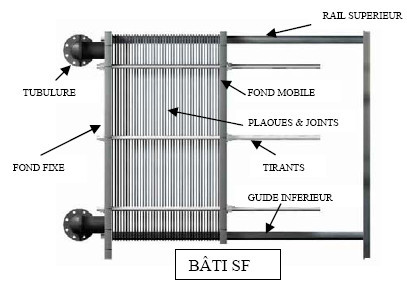 RAIL SUPERIEUR
TUBULURE
FOND MOBILE
PLAQUES & JOINTS
FOND FIXE
TIRANTS
GUIDE INFERIEUR
BÂTI SF